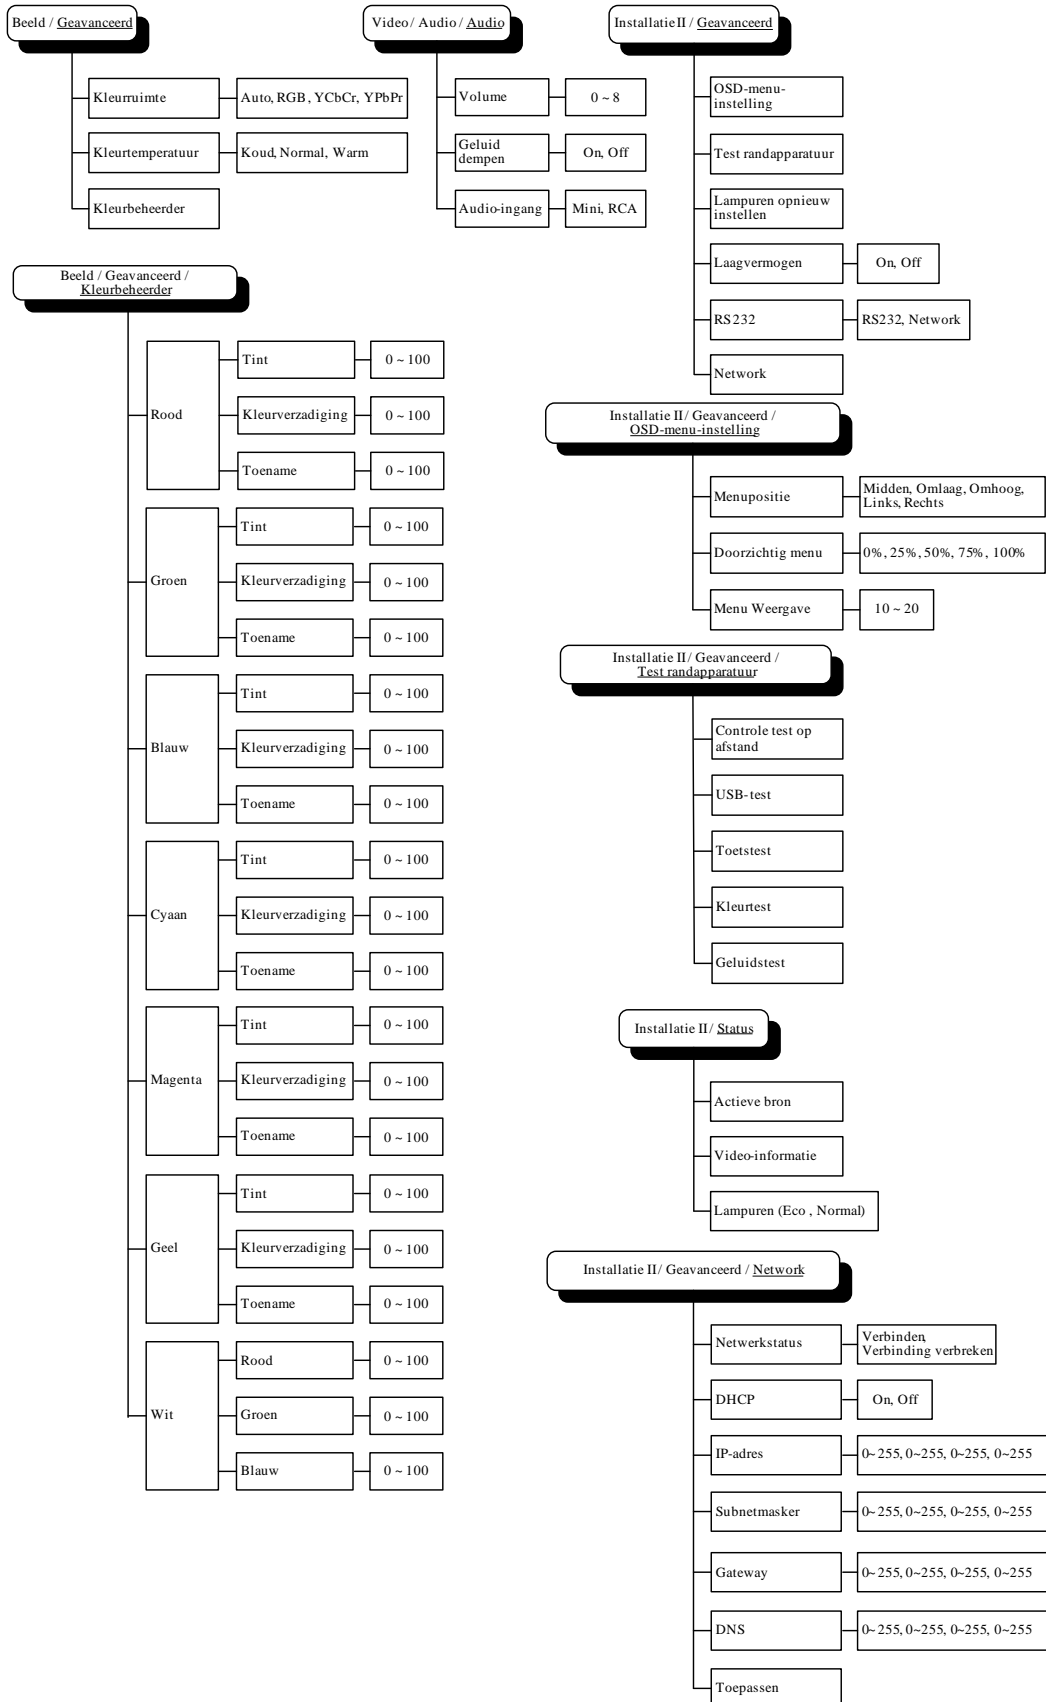 Beeld / Geavanceerd
Kleurruimte
Auto, RGB, YCbCr, YPbPr
Kleurtemperatuur
Koud, Normal, Warm
Kleurbeheerder
Video / Audio / Audio
Volume
0 ~ 8
Geluid
dempen
On, Off
Audio-ingang
Mini, RCA
Installatie II / Geavanceerd
OSD-menu-
instelling
Test randapparatuur
Lampuren opnieuw
instellen
Laagvermogen
On, Off
RS232
RS232, Network
Network
Beeld / Geavanceerd /
Kleurbeheerder
Rood
Tint
0 ~ 100
Kleurverzadiging
0 ~ 100
Toename
0 ~ 100
Groen
Tint
0 ~ 100
Kleurverzadiging
0 ~ 100
Toename
0 ~ 100
Blauw
Tint
0 ~ 100
Kleurverzadiging
0 ~ 100
Toename
0 ~ 100
Cyaan
Tint
0 ~ 100
Kleurverzadiging
0 ~ 100
Toename
0 ~ 100
Magenta
Tint
0 ~ 100
Kleurverzadiging
0 ~ 100
Toename
0 ~ 100
Geel
Tint
0 ~ 100
Kleurverzadiging
0 ~ 100
Toename
0 ~ 100
Wit
Rood
0 ~ 100
Groen
0 ~ 100
Blauw
0 ~ 100
Installatie II / Geavanceerd /
OSD-menu-instelling
Menupositie
Midden, Omlaag, Omhoog,
Links, Rechts
Doorzichtig menu
0%, 25%, 50%, 75%, 100%
Menu Weergave
10 ~ 20
Installatie II / Geavanceerd /
Test randapparatuur
Controle test op
afstand
USB-test
Toetstest
Kleurtest
Geluidstest
Installatie II / Status
Actieve bron
Video-informatie
Lampuren (Eco , Normal)
Installatie II / Geavanceerd / Network
Netwerkstatus
Verbinden,
Verbinding verbreken
DHCP
On, Off
IP-adres
0~255, 0~255, 0~255, 0~255
Subnetmasker
0~255, 0~255, 0~255, 0~255
Gateway
0~255, 0~255, 0~255, 0~255
DNS
0~255, 0~255, 0~255, 0~255
Toepassen